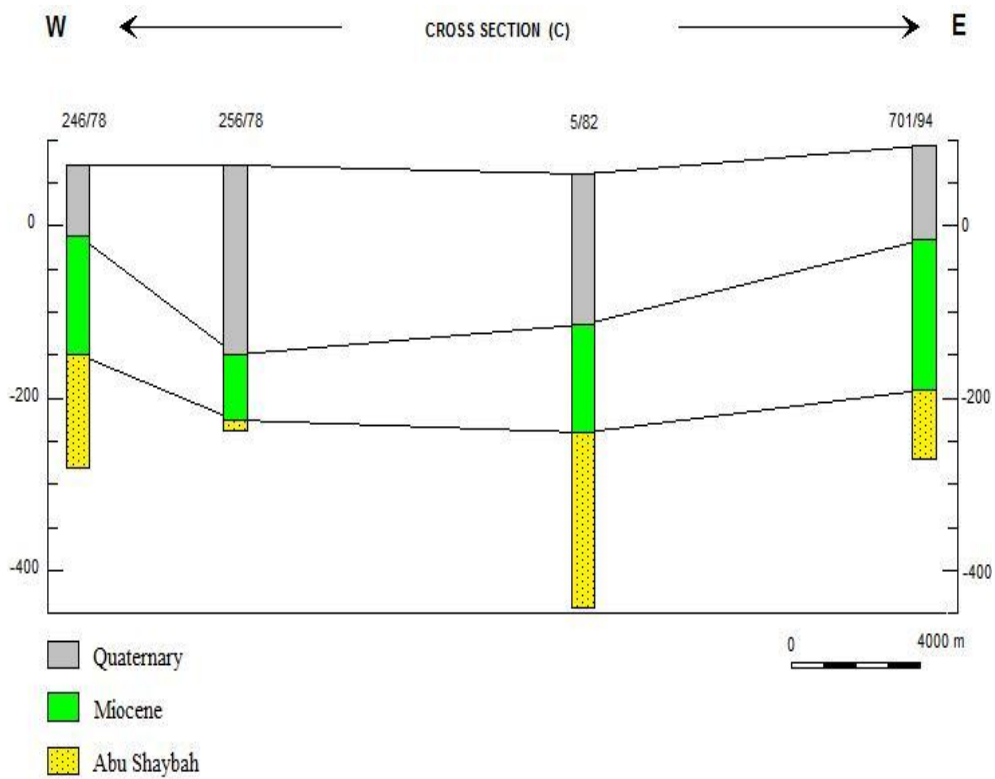 W CROSS SECTION (C) E
246/78 256/78 5/82 701/94
0 0
-200 -200
-400 -400
0 4000 m
Quaternary
Miocene
Abu Shaybah